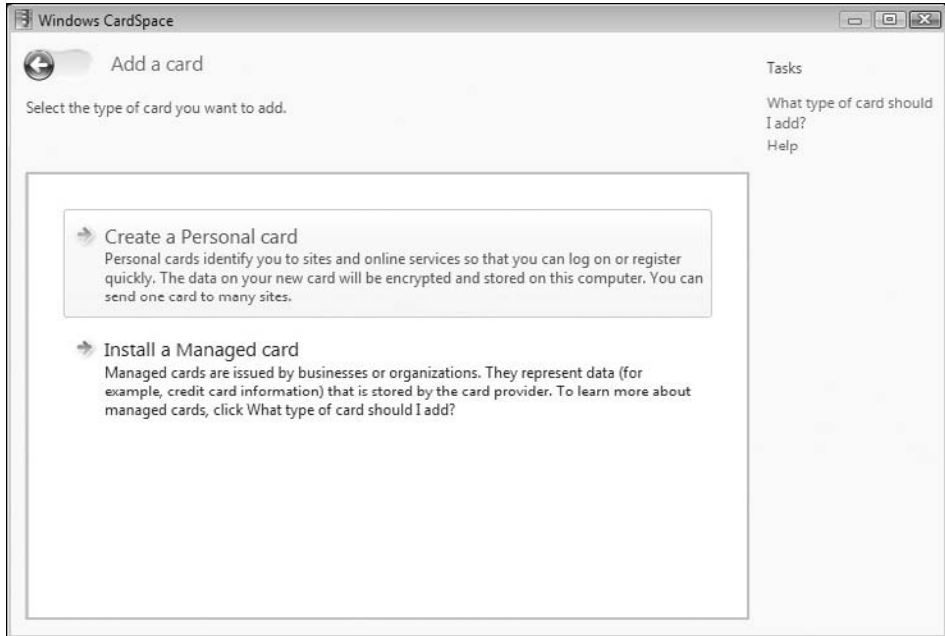 Windows CardSpace
Add a card
Select the type of card you want to add.
Create a Personal card
Personal cards identify you to sites and online services so that you can log on or register
quickly. The data on your new card will be encrypted and stored on this computer. You can
send one card to many sites.
Install a Managed card
Managed cards are issued by businesses or organizations. They represent data (for
example, credit card information) that is stored by the card provider. To learn more about
managed cards, click What type of card should I add?
Tasks
What type of card should
I add?
Help